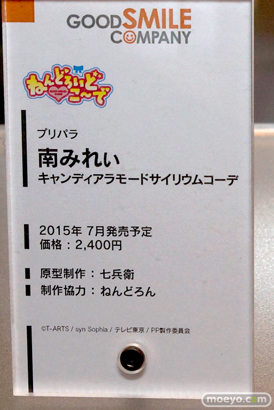 GOOD SMILE
COMPANY
ねんどろいど
こ〜で
プリパラ
南みれぃ
キャンディアラモードサイリウムコーデ
2015年 7月発売予定
価格：2,400円
原型制作：七兵衛
制作協力：ねんどろん
©T-ARTS / syn Sophia / テレビ東京 / PP製作委員会
moeyo.com